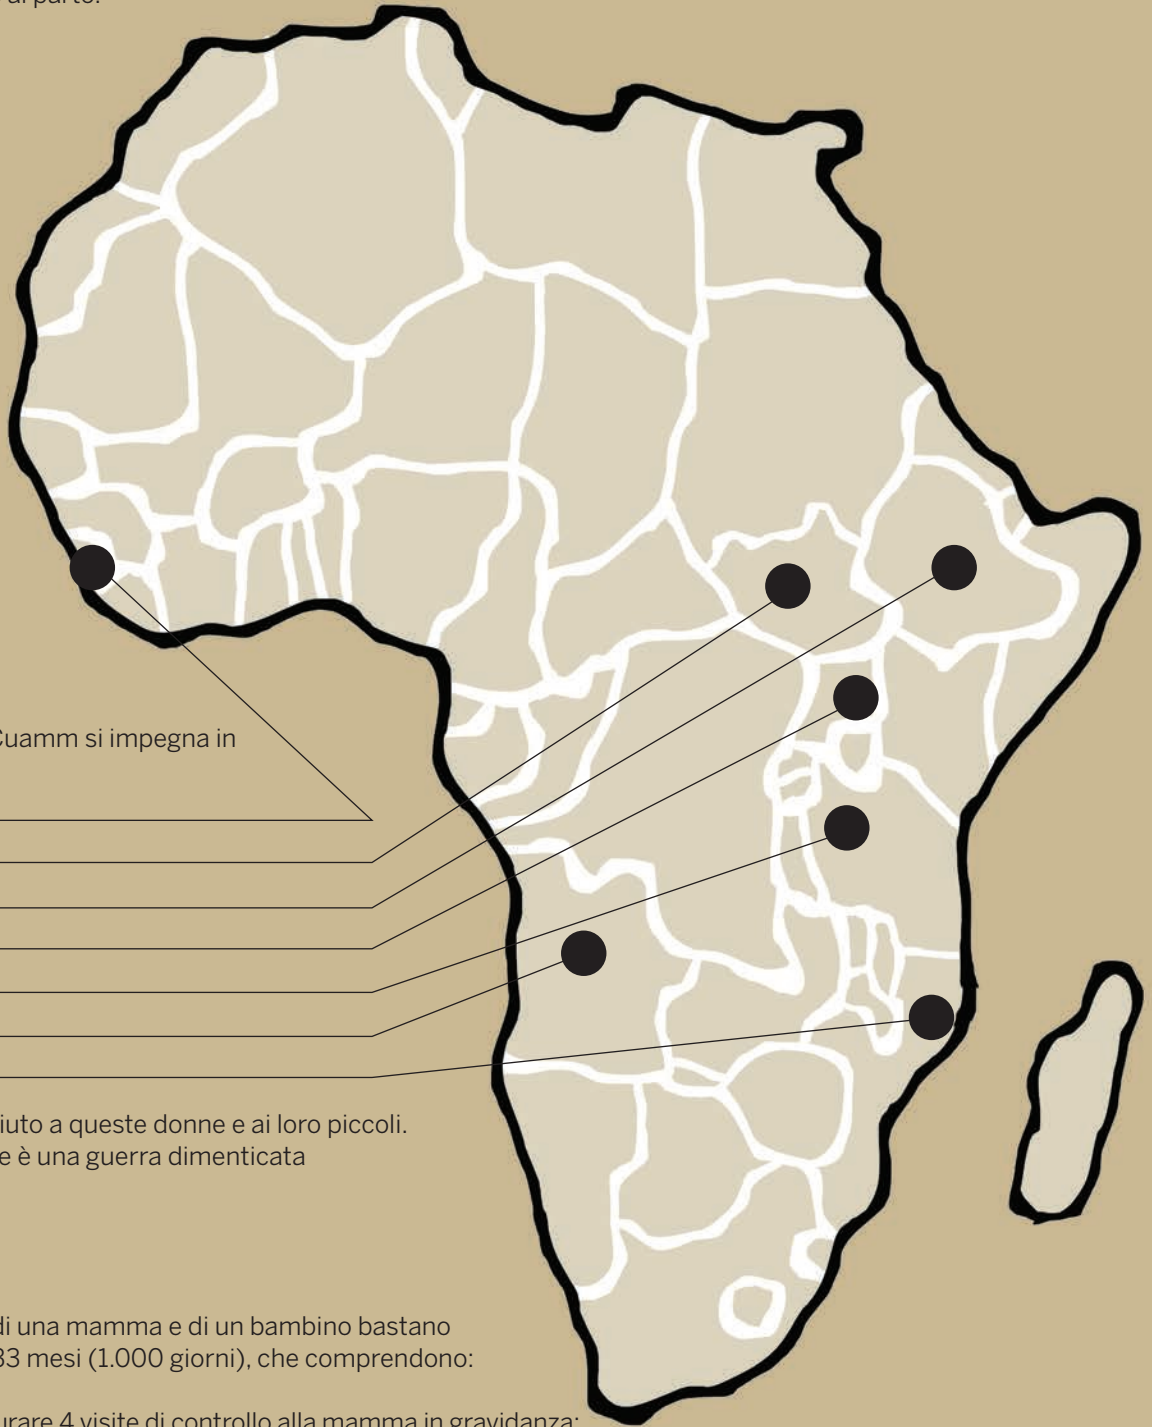 al parto.
Cuamm si impegna in
iuto a queste donne e ai loro piccoli.
e è una guerra dimenticata
di una mamma e di un bambino bastano
33 mesi (1.000 giorni), che comprendono:
urare 4 visite di controllo alla mamma in gravidanza;